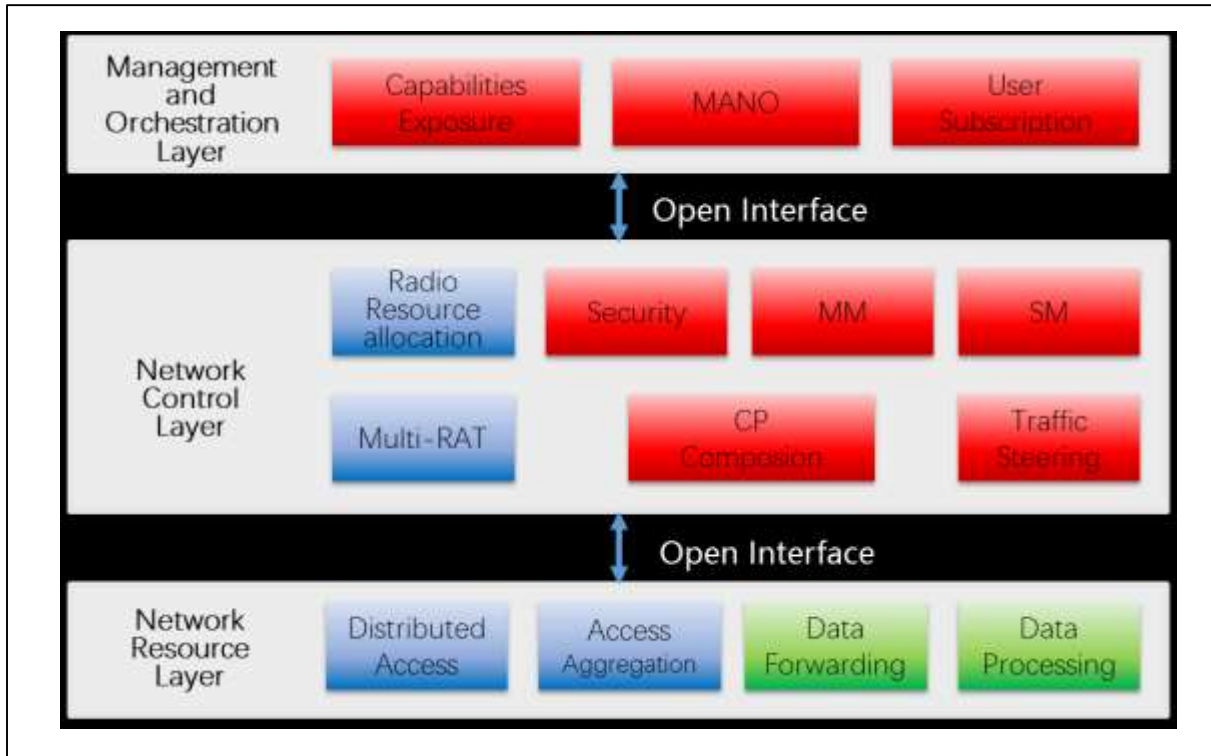 Management
and
Orchestration
Layer
Capabilities
Exposure
MANO
User
Subscription
Open Interface
Network
Control
Layer
Radio
Resource
allocation
Security
MM
SM
Multi-RAT
CP
Composion
Traffic
Steering
Open Interface
Network
Resource
Layer
Distributed
Access
Access
Aggregation
Data
Forwarding
Data
Processing